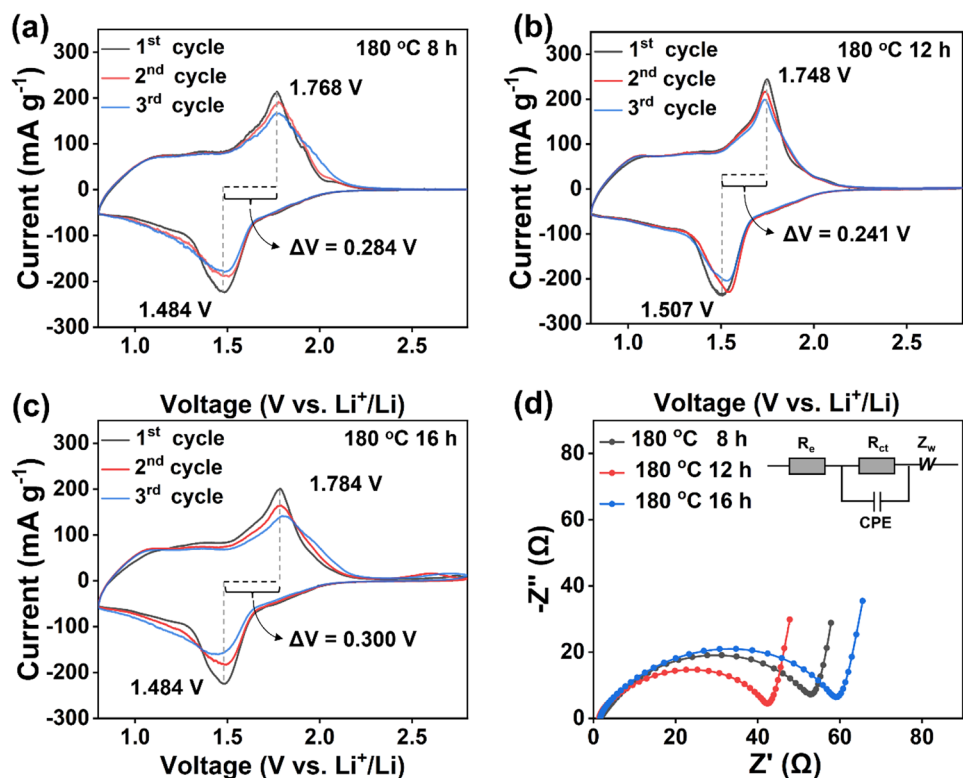 (a)
1st cycle
2nd cycle
3rd cycle
180 °C 8 h
1.768 V
ΔV = 0.284 V
1.484 V
Current (mA g-1)
300
200
100
0
-100
-200
-300
1.0
1.5
2.0
2.5
Voltage (V vs. Li+/Li)
(b)
1st cycle
2nd cycle
3rd cycle
180 °C 12 h
1.748 V
ΔV = 0.241 V
1.507 V
Current (mA g-1)
300
200
100
0
-100
-200
-300
1.0
1.5
2.0
2.5
Voltage (V vs. Li+/Li)
(c)
1st cycle
2nd cycle
3rd cycle
180 °C 16 h
1.784 V
ΔV = 0.300 V
1.484 V
Current (mA g-1)
300
200
100
0
-100
-200
-300
1.0
1.5
2.0
2.5
Voltage (V vs. Li+/Li)
(d)
180 °C 8 h
180 °C 12 h
180 °C 16 h
Re
Rct
Zw
CPE
-Z'' (Ω)
80
60
40
20
0
0
20
40
60
80
Z' (Ω)